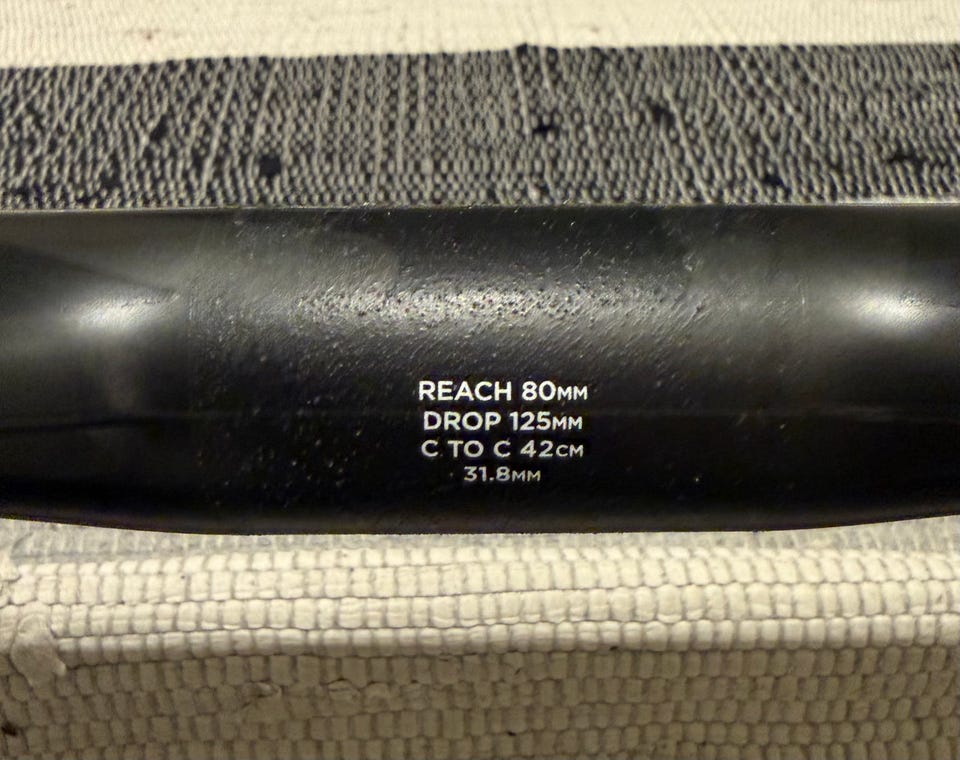 REACH 80MM
DROP 125MM
C TO C 42CM
31.8MM